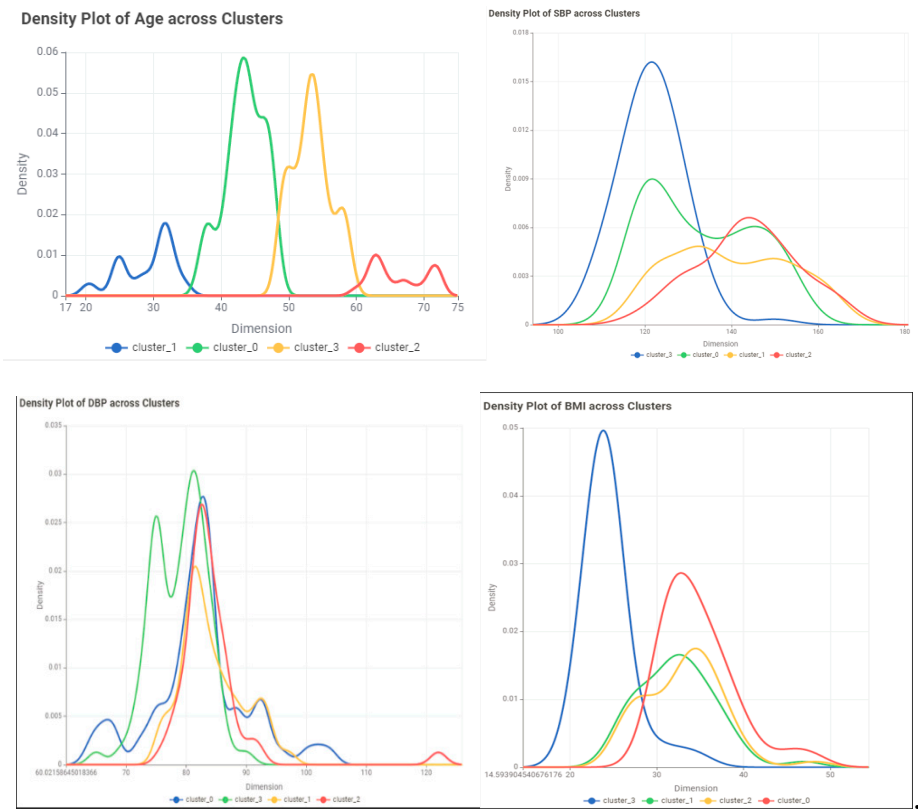 Density Plot of Age across Clusters
0.06
0.05
0.04
0.03
0.02
0.01
0
Density
17 20 30 40 50 60 70 75
Dimension
cluster_1 cluster_0 cluster_3 cluster_2
Density Plot of SBP across Clusters
0.018
0.015
0.012
0.009
0.006
0.003
0
Density
100 120 140 160 180
Dimension
cluster_3 cluster_0 cluster_1 cluster_2
Density Plot of DBP across Clusters
0.035
0.03
0.025
0.02
0.015
0.01
0.005
0
Density
60.02158645018366 70 80 90 100 110 120
Dimension
cluster_0 cluster_3 cluster_1 cluster_2
Density Plot of BMI across Clusters
0.05
0.04
0.03
0.02
0.01
0
Density
14.593904540676176 20 30 40 50
Dimension
cluster_3 cluster_1 cluster_2 cluster_0